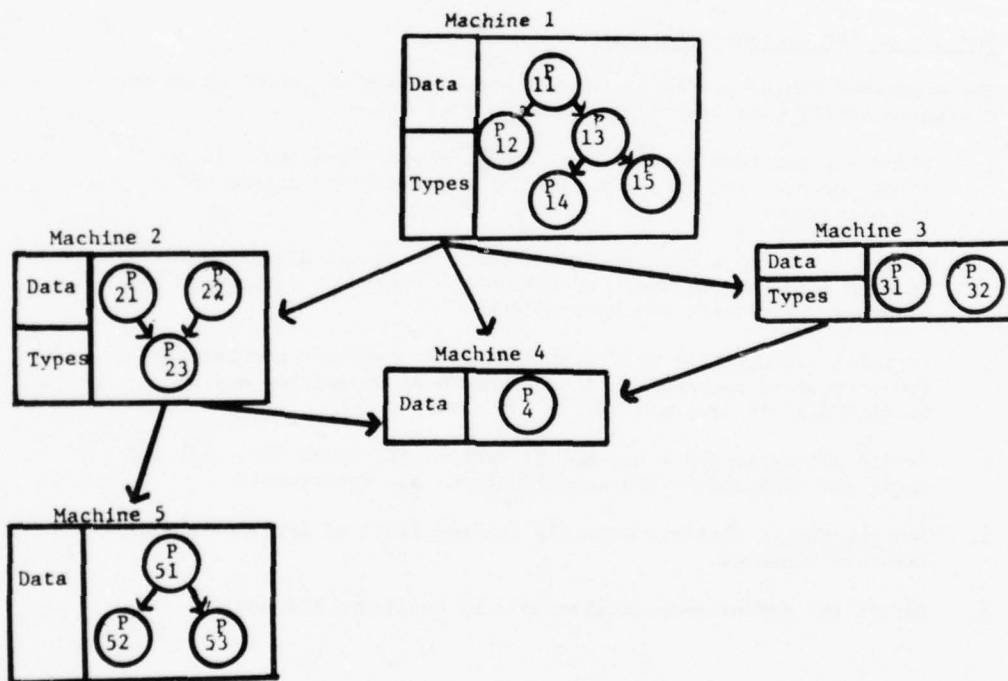 Machine 1
Data
Types
P
11
P
12
P
13
P
14
P
15
Machine 2
Data
Types
P
21
P
22
P
23
Machine 3
Data
Types
P
31
P
32
Machine 4
Data
P
4
Machine 5
Data
P
51
P
52
P
53